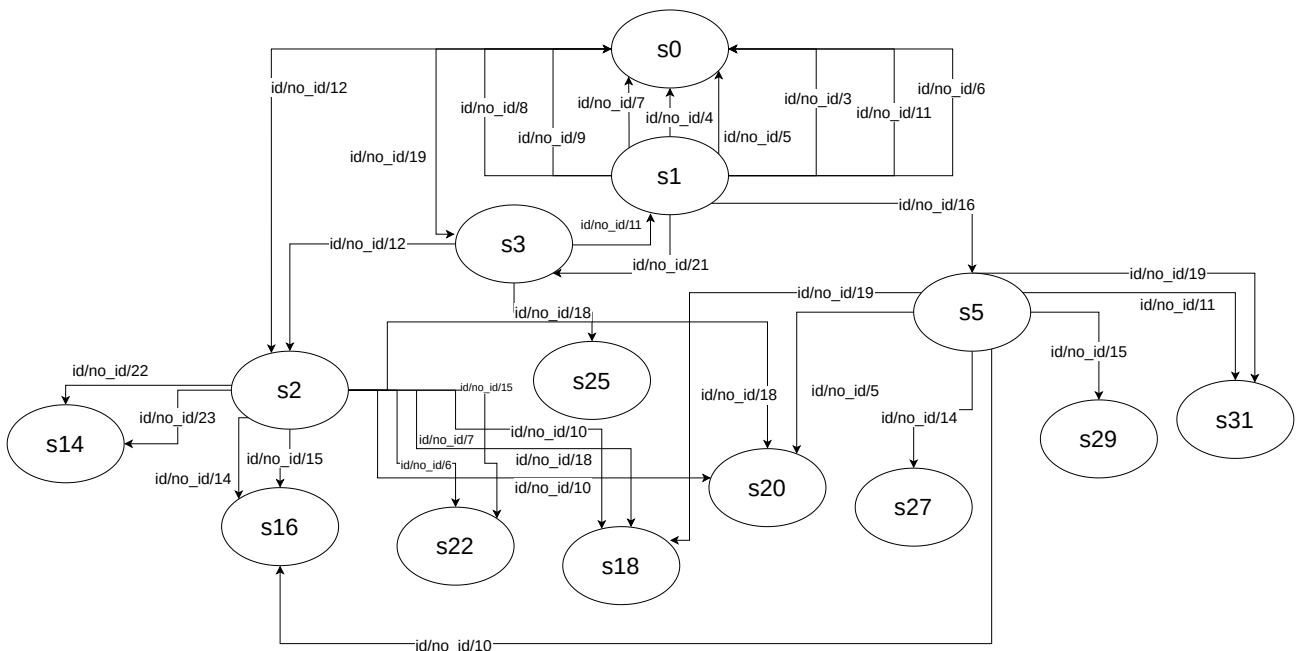 s0
id/no_id/12
id/no_id/8
id/no_id/7
id/no_id/3
id/no_id/6
id/no_id/4
id/no_id/11
id/no_id/9
id/no_id/5
id/no_id/19
s1
id/no_id/16
id/no_id/11
s3
id/no_id/12
id/no_id/21
id/no_id/19
id/no_id/19
id/no_id/11
id/no_id/18
s5
id/no_id/15
id/no_id/22
s2
id/no_id/15
s25
id/no_id/18
id/no_id/5
id/no_id/23
id/no_id/14
s31
id/no_id/10
s14
id/no_id/7
s29
id/no_id/15
id/no_id/18
id/no_id/6
id/no_id/14
id/no_id/10
s20
s27
s16
s22
s18
id/no_id/10